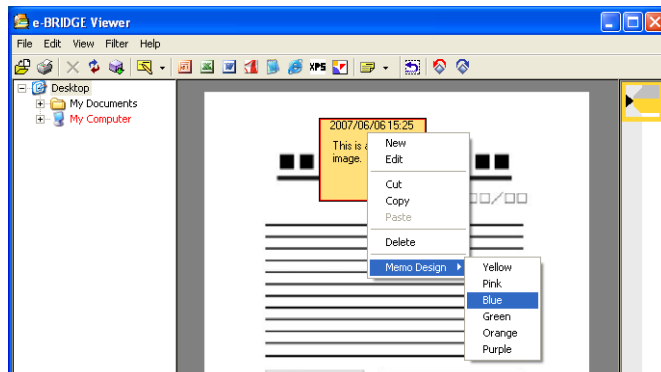 e-BRIDGE Viewer
File Edit View Filter Help
XPS
Desktop
My Documents
My Computer
2007/06/06 15:25
This is a
image.
New
Edit
Cut
Copy
Paste
Delete
Memo Design
Yellow
Pink
Blue
Green
Orange
Purple